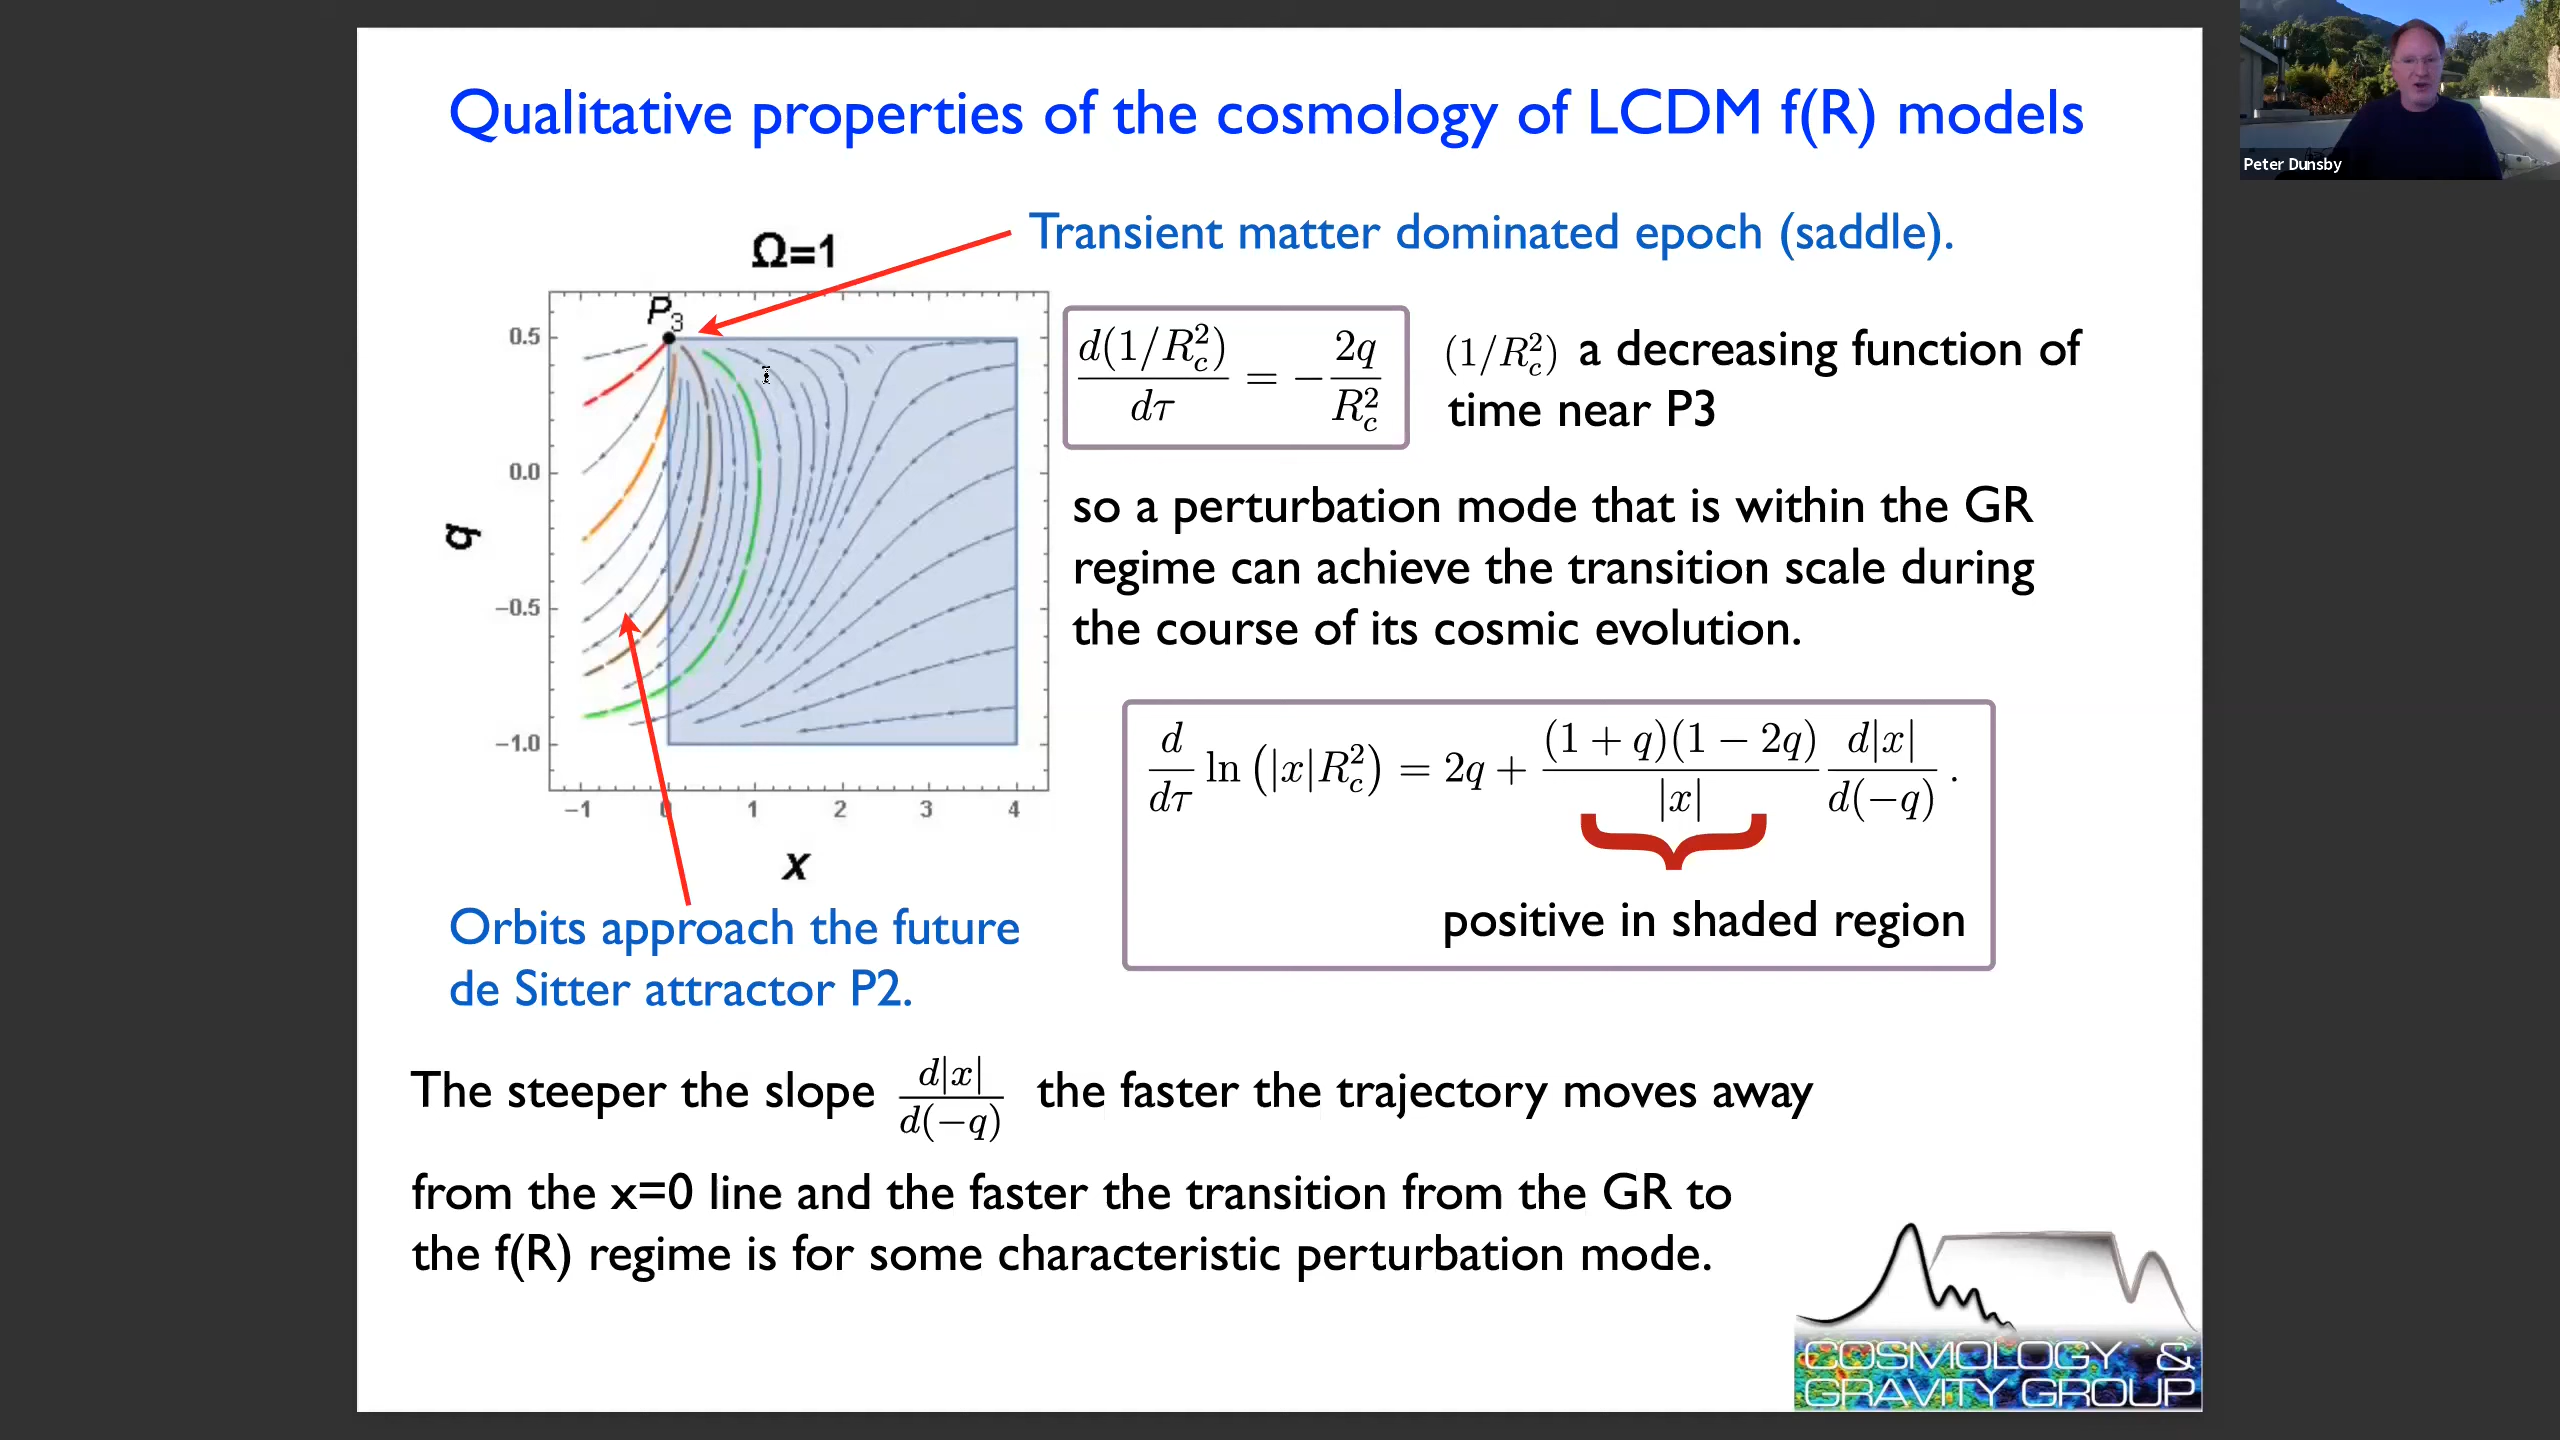 Qualitative properties of the cosmology of LCDM f(R) models
Peter Dunsby
Transient matter dominated epoch (saddle).
Ω=1
P3
0.5
0.0
−0.5
−1.0
q
−1 0 1 2 3 4
x
d(1/R_c^2)/dτ = −2q/R_c^2
(1/R_c^2) a decreasing function of
time near P3
so a perturbation mode that is within the GR
regime can achieve the transition scale during
the course of its cosmic evolution.
d/dτ ln (|x|R_c^2) = 2q + (1 + q)(1 − 2q)/|x| d|x|/d(−q) .
positive in shaded region
Orbits approach the future
de Sitter attractor P2.
The steeper the slope d|x|/d(−q) the faster the trajectory moves away
from the x=0 line and the faster the transition from the GR to
the f(R) regime is for some characteristic perturbation mode.
COSMOLOGY &
GRAVITY GROUP